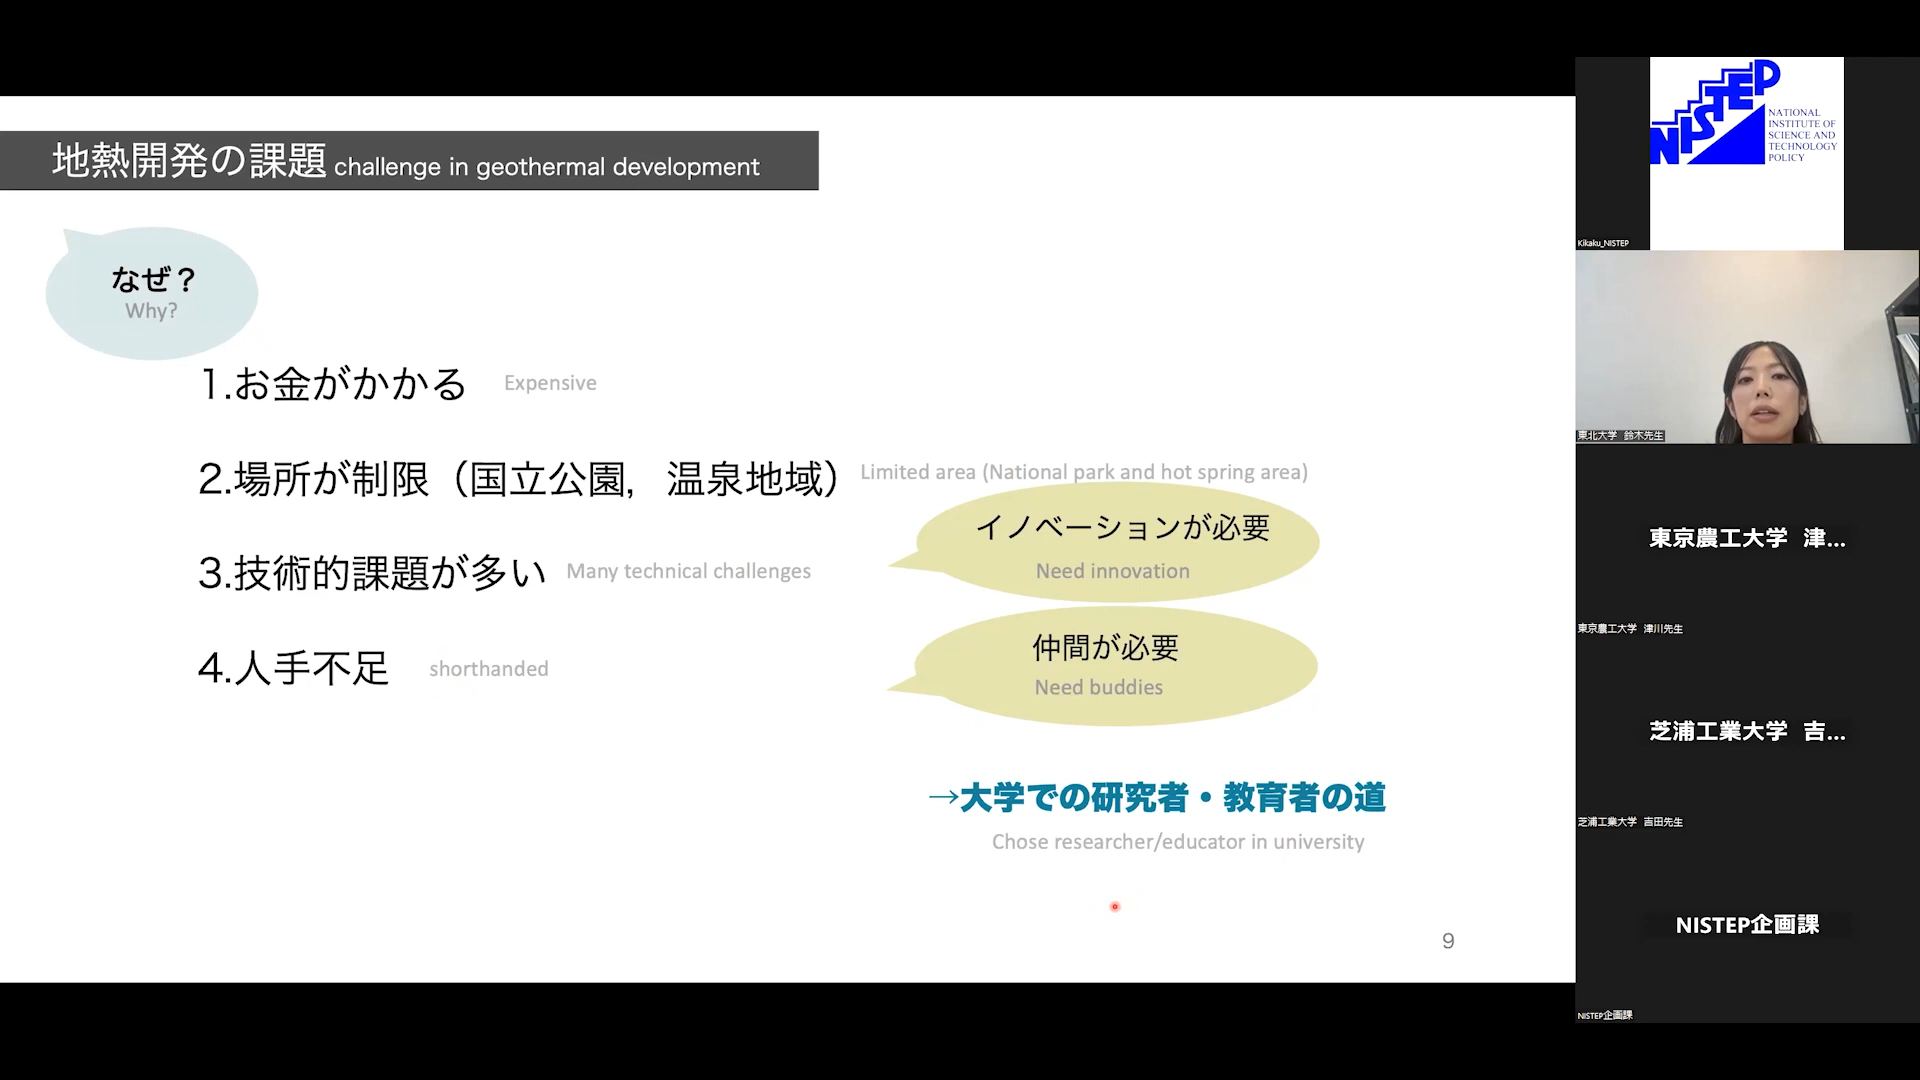 地熱開発の課題 challenge in geothermal development
なぜ？
Why?
1.お金がかかる Expensive
2.場所が制限（国立公園，温泉地域） Limited area (National park and hot spring area)
イノベーションが必要
Need innovation
3.技術的課題が多い Many technical challenges
仲間が必要
Need buddies
4.人手不足 shorthanded
→大学での研究者・教育者の道
Chose researcher/educator in university
9
NISTEP
NATIONAL
INSTITUTE OF
SCIENCE AND
TECHNOLOGY
POLICY
Kikaku_NISTEP
東北大学 鈴木先生
東京農工大学 津...
東京農工大学 津川先生
芝浦工業大学 吉...
芝浦工業大学 吉田先生
NISTEP企画課
NISTEP企画課